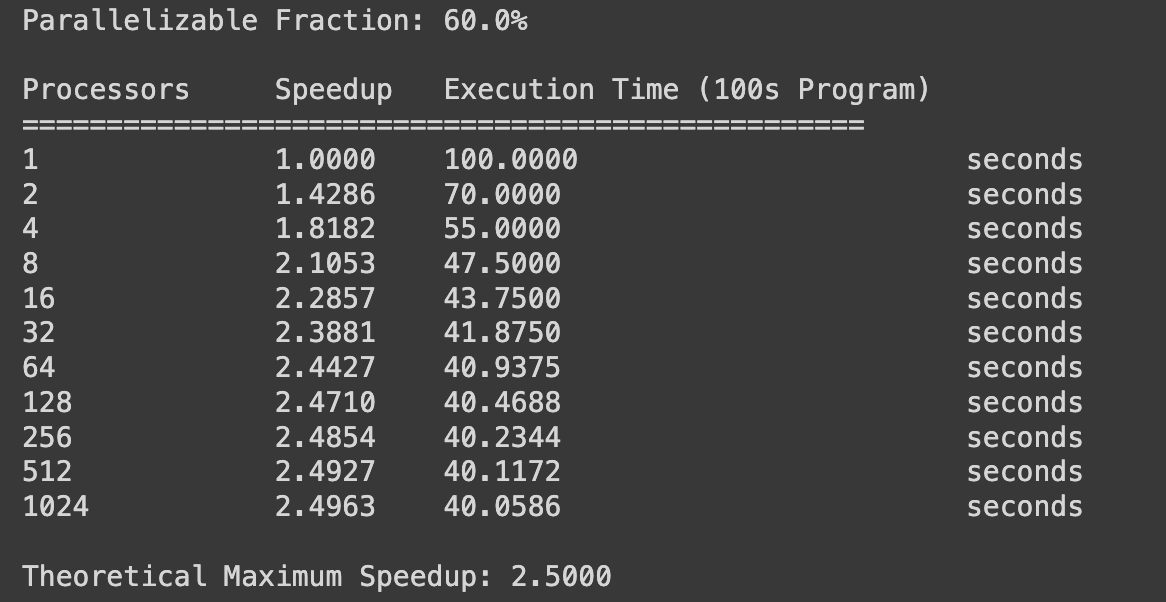 Parallelizable Fraction: 60.0%
Processors     Speedup   Execution Time (100s Program)
==================================================
1              1.0000    100.0000                       seconds
2              1.4286    70.0000                        seconds
4              1.8182    55.0000                        seconds
8              2.1053    47.5000                        seconds
16             2.2857    43.7500                        seconds
32             2.3881    41.8750                        seconds
64             2.4427    40.9375                        seconds
128            2.4710    40.4688                        seconds
256            2.4854    40.2344                        seconds
512            2.4927    40.1172                        seconds
1024           2.4963    40.0586                        seconds
Theoretical Maximum Speedup: 2.5000